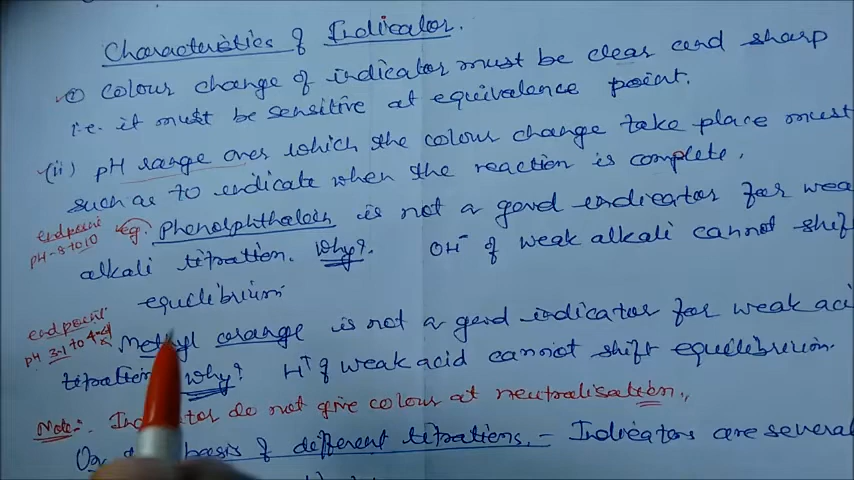 Characteristics of Indicator.
(i) Colour change of indicator must be clear and sharp
i.e. it must be sensitive at equivalence point.
(ii) pH range over which the colour change take place must
such as to indicate when the reaction is complete.
endpoint
pH - 8 to 10
eg. Phenolphthalein is not a good indicator for wea
alkali titration. Why? OH⁻ of weak alkali cannot shif
equilibrium
endpoint
pH 3.1 to 4.4
Methyl orange is not a good indicator for weak aci
titration Why? H⁺ of weak acid cannot shift equilibrium.
Note:- Indicator do not give colour at neutralisation.
On basis of different titrations. - Indicators are several